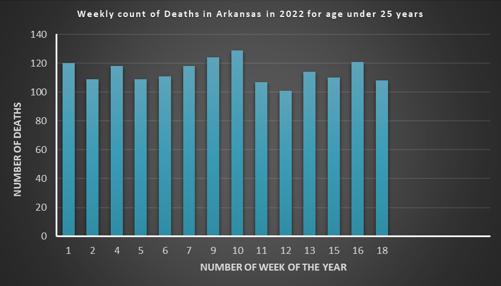 Weekly count of Deaths in Arkansas in 2022 for age under 25 years
140
120
100
80
60
40
20
0
NUMBER OF DEATHS
1 2 4 5 6 7 9 10 11 12 13 15 16 18
NUMBER OF WEEK OF THE YEAR